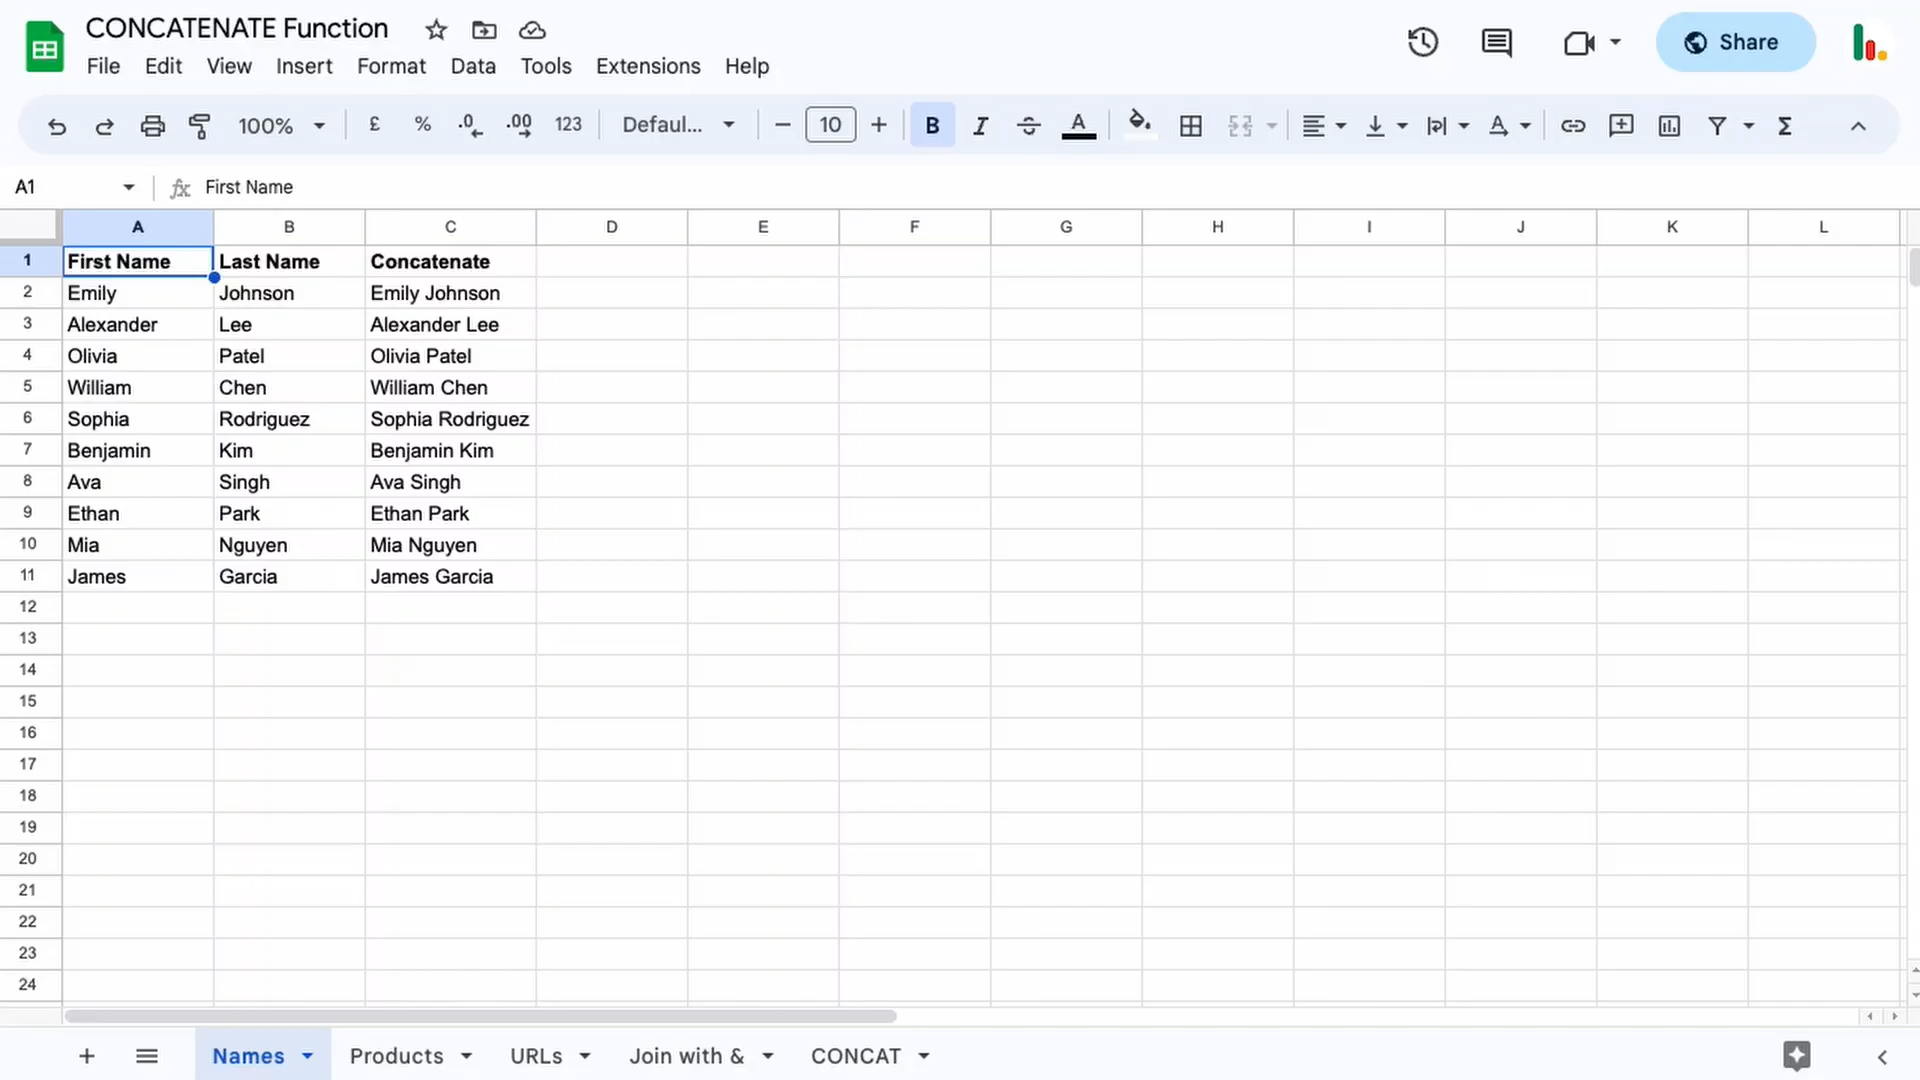 CONCATENATE Function
File Edit View Insert Format Data Tools Extensions Help
Share
100% £ % .0 .00 123 Defaul... 10 B I A A
A1 fx First Name
A B C D E F G H I J K L
1 First Name Last Name Concatenate
2 Emily Johnson Emily Johnson
3 Alexander Lee Alexander Lee
4 Olivia Patel Olivia Patel
5 William Chen William Chen
6 Sophia Rodriguez Sophia Rodriguez
7 Benjamin Kim Benjamin Kim
8 Ava Singh Ava Singh
9 Ethan Park Ethan Park
10 Mia Nguyen Mia Nguyen
11 James Garcia James Garcia
12
13
14
15
16
17
18
19
20
21
22
23
24
Names Products URLs Join with & CONCAT